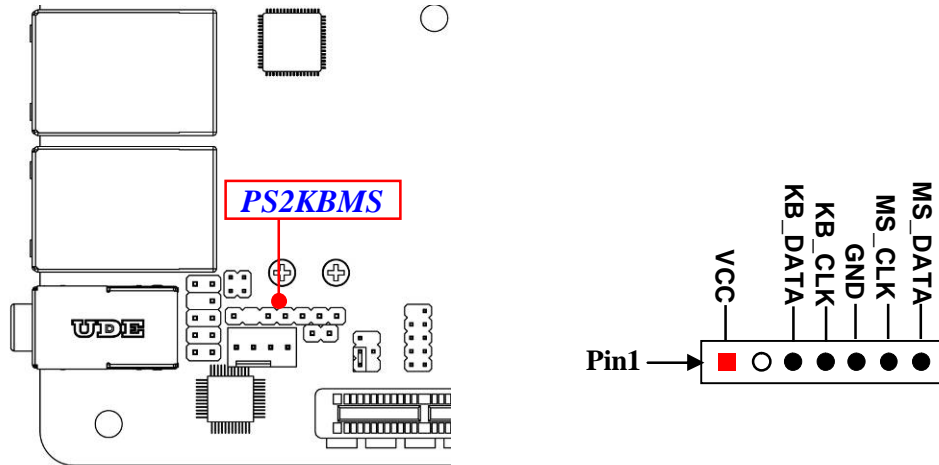 PS2KBMS
UDE
VCC
KB_DATA
KB_CLK
GND
MS_CLK
MS_DATA
Pin1